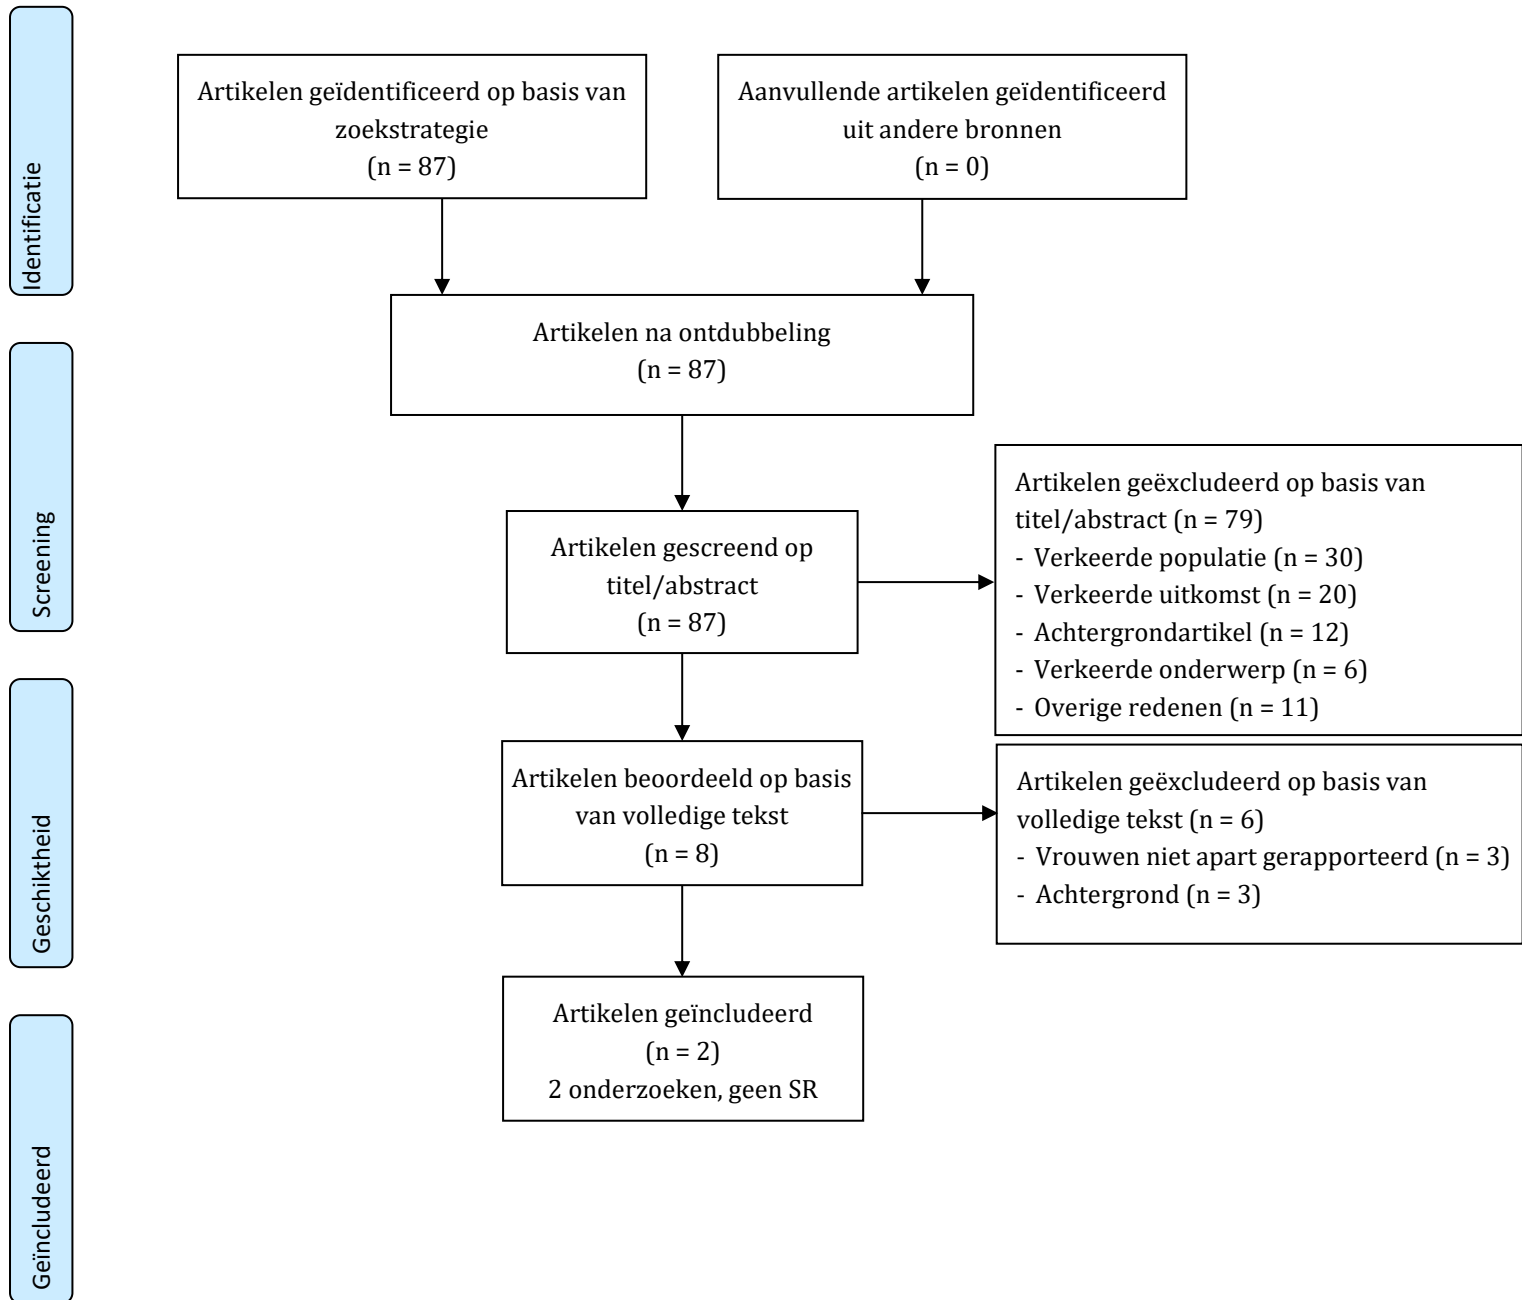 Identificatie
Artikelen geïdentificeerd op basis van
zoekstrategie
(n = 87)
Aanvullende artikelen geïdentificeerd
uit andere bronnen
(n = 0)
Artikelen na ontdubbeling
(n = 87)
Screening
Artikelen gescreend op
titel/abstract
(n = 87)
Artikelen geëxcludeerd op basis van
titel/abstract (n = 79)
- Verkeerde populatie (n = 30)
- Verkeerde uitkomst (n = 20)
- Achtergrondartikel (n = 12)
- Verkeerde onderwerp (n = 6)
- Overige redenen (n = 11)
Geschiktheid
Artikelen beoordeeld op basis
van volledige tekst
(n = 8)
Artikelen geëxcludeerd op basis van
volledige tekst (n = 6)
- Vrouwen niet apart gerapporteerd (n = 3)
- Achtergrond (n = 3)
Geïncludeerd
Artikelen geïncludeerd
(n = 2)
2 onderzoeken, geen SR